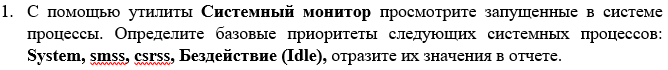 1. С помощью утилиты Системный монитор просмотрите запущенные в системе
процессы. Определите базовые приоритеты следующих системных процессов:
System, smss, csrss, Бездействие (Idle), отразите их значения в отчете.